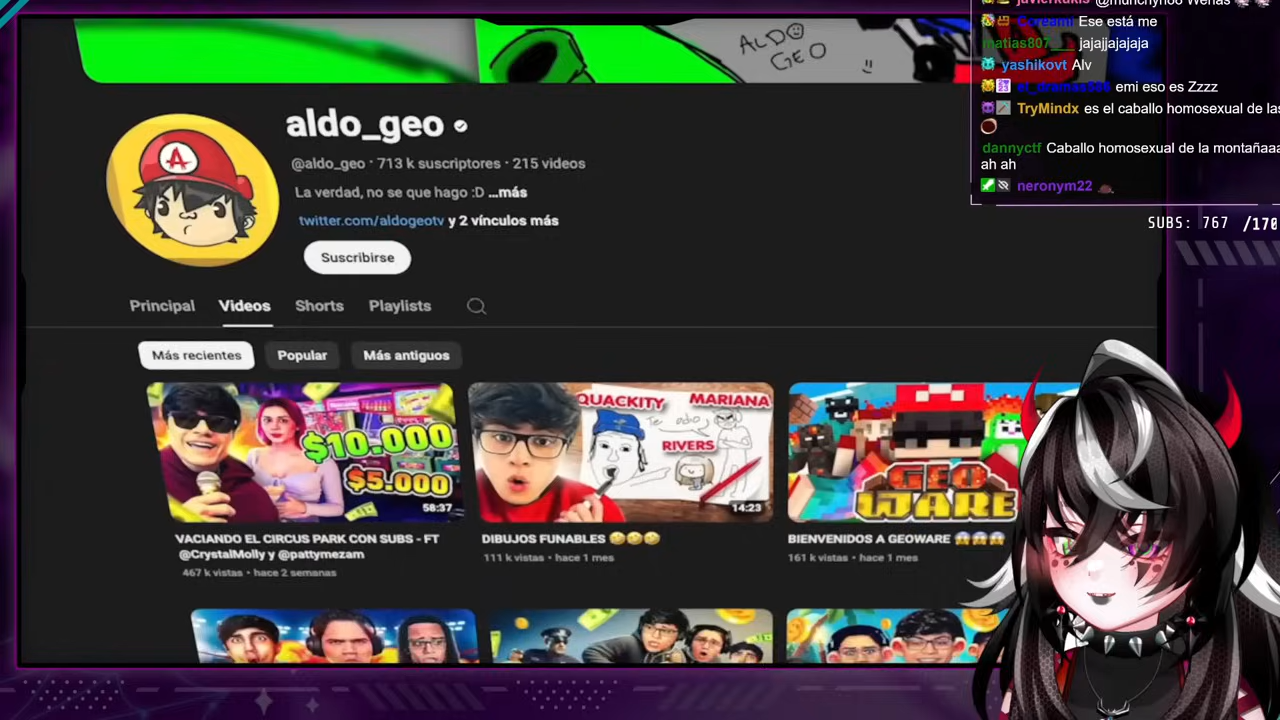 ALDO
GEO
aldo_geo
@aldo_geo · 713 k suscriptores · 215 videos
La verdad, no se que hago :D ...más
twitter.com/aldogeotv y 2 vínculos más
Suscribirse
Principal Videos Shorts Playlists
Más recientes Popular Más antiguos
A
$10.000
$5.000
58:37
VACIANDO EL CIRCUS PARK CON SUBS - FT
@CrystalMolly y @pattymezam
467 k vistas · hace 2 semanas
QUACKITY MARIANA
Te odio
RIVERS
14:23
DIBUJOS FUNABLES 🤣🤣🤣
111 k vistas · hace 1 mes
GEO
WARE
BIENVENIDOS A GEOWARE 😱😱😱
161 k vistas · hace 1 mes
Coreami Ese está me
matias807___ jajajjajajaja
yashikovt Alv
emi eso es Zzzz
TryMindx es el caballo homosexual de las
dannyctf Caballo homosexual de la montañaaa
ah ah
neronym22
SUBS: 767 /170